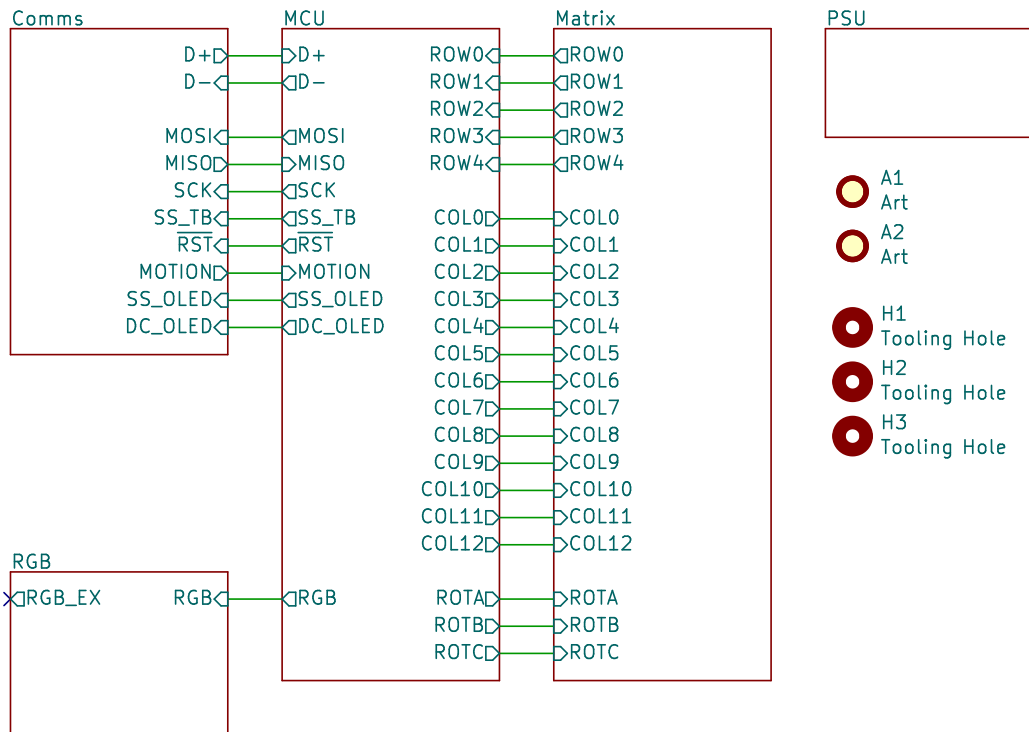 Comms
D+
D-
MOSI
MISO
SCK
SS_TB
RST
MOTION
SS_OLED
DC_OLED
MCU
D+
D-
MOSI
MISO
SCK
SS_TB
RST
MOTION
SS_OLED
DC_OLED
RGB
ROW0
ROW1
ROW2
ROW3
ROW4
COL0
COL1
COL2
COL3
COL4
COL5
COL6
COL7
COL8
COL9
COL10
COL11
COL12
ROTA
ROTB
ROTC
Matrix
ROW0
ROW1
ROW2
ROW3
ROW4
COL0
COL1
COL2
COL3
COL4
COL5
COL6
COL7
COL8
COL9
COL10
COL11
COL12
ROTA
ROTB
ROTC
PSU
A1
Art
A2
Art
H1
Tooling Hole
H2
Tooling Hole
H3
Tooling Hole
RGB
RGB_EX
RGB